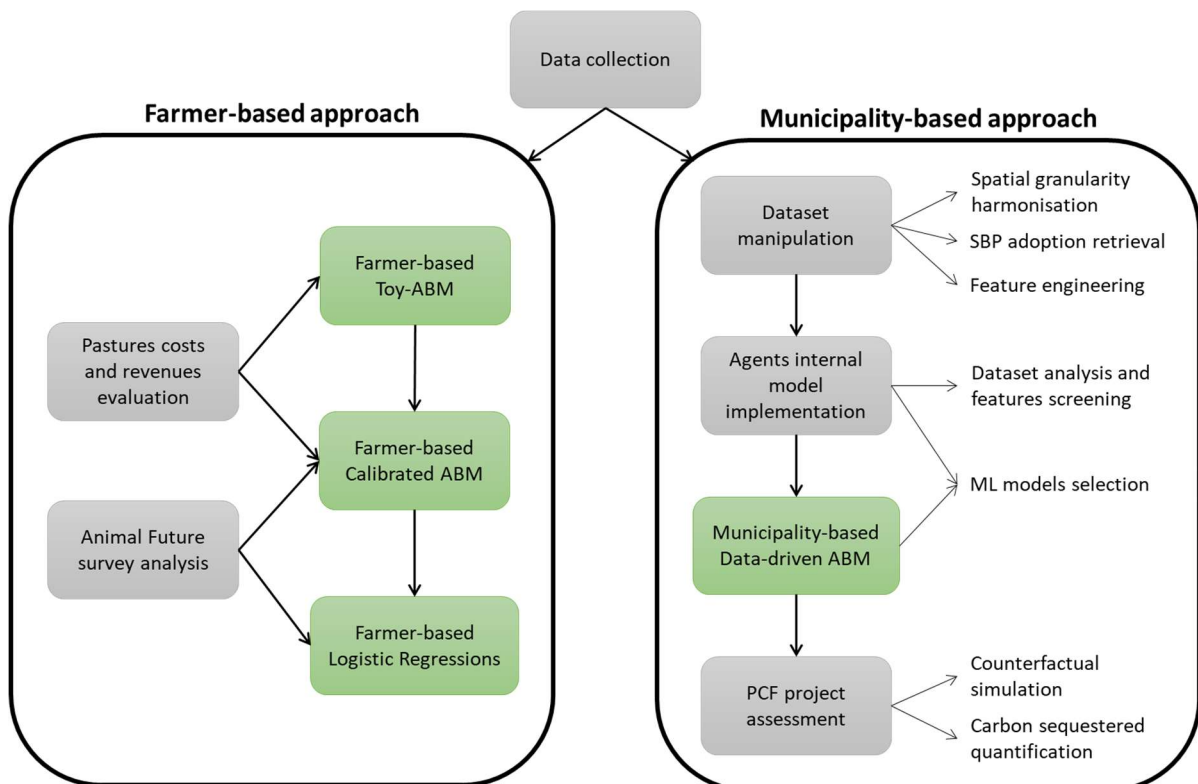 Data collection
Farmer-based approach
Farmer-based
Toy-ABM
Pastures costs
and revenues
evaluation
Farmer-based
Calibrated ABM
Animal Future
survey analysis
Farmer-based
Logistic Regressions
Municipality-based approach
Dataset
manipulation
Spatial granularity
harmonisation
SBP adoption retrieval
Feature engineering
Agents internal
model
implementation
Dataset analysis and
features screening
ML models selection
Municipality-based
Data-driven ABM
PCF project
assessment
Counterfactual
simulation
Carbon sequestered
quantification